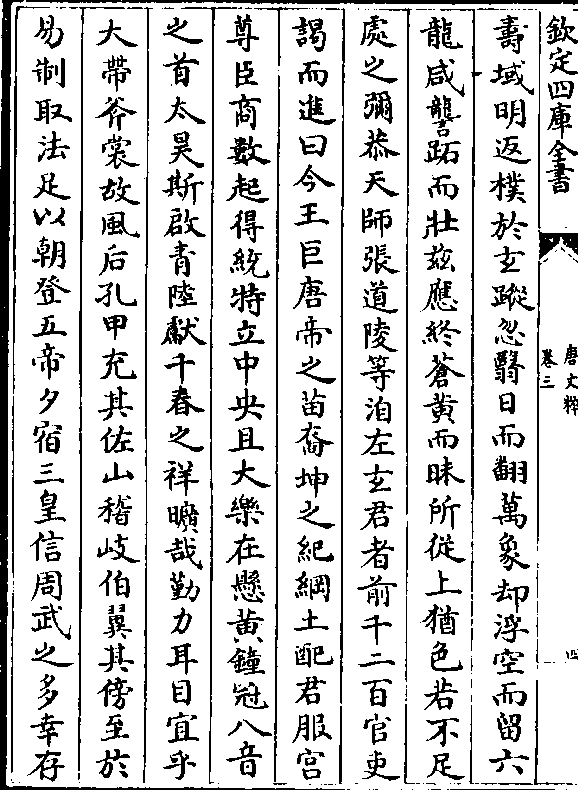 欽定四庫全書
唐文粹
卷三
四
壽域明返樸於玄蹤忽翳日而翻萬象却浮空而留六
龍咸讋跖而壯兹應終蒼黄而昧所從上猶色若不足
處之彌恭天師張道陵等洎左玄君者前千二百官吏
謁而進曰今王巨唐帝之苗裔坤之紀綱土配君服宫
尊臣商數起得統特立中央且大樂在懸黄鐘冠八音
之首太昊斯啟青陸獻千春之祥曠哉勤力耳目宜乎
大帶斧裳故風后孔甲充其佐山稽岐伯翼其傍至於
易制取法足以朝登五帝夕宿三皇信周武之多幸存